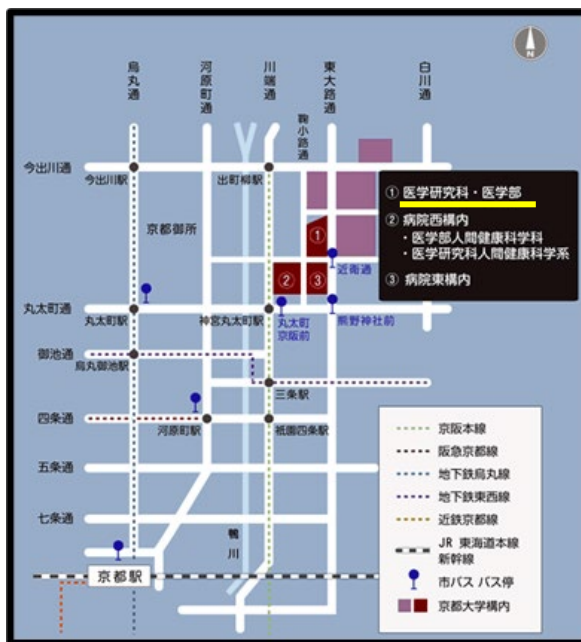 N
烏丸通
河原町通
川端通
東大路通
白川通
鞠小路通
今出川通
今出川駅
出町柳駅
① 医学研究科・医学部
② 病院西構内
・医学部人間健康科学科
・医学研究科人間健康科学系
③ 病院東構内
京都御所
①
近衛通
②
③
丸太町通
丸太町駅
神宮丸太町駅
丸太町
京阪前
熊野神社前
御池通
烏丸御池駅
三条駅
四条通
河原町駅
祇園四条駅
五条通
七条通
鴨川
京都駅
京阪本線
阪急京都線
地下鉄烏丸線
地下鉄東西線
近鉄京都線
JR 東海道本線
新幹線
市バス バス停
京都大学構内